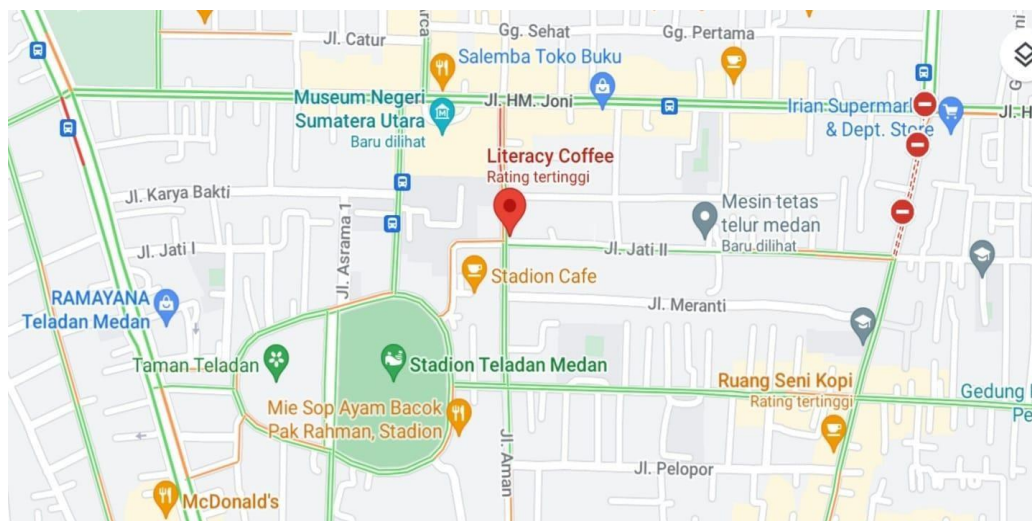 Jl. Catur
Gg. Sehat
Gg. Pertama
Salemba Toko Buku
Jl. HM. Joni
Museum Negeri
Sumatera Utara
Baru dilihat
Irian Supermarl
& Dept. Store
Literacy Coffee
Rating tertinggi
Jl. Karya Bakti
Mesin tetas
telur medan
Baru dilihat
Jl. Jati I
Jl. Asrama 1
Jl. Jati II
Stadion Cafe
RAMAYANA
Teladan Medan
Jl. Meranti
Taman Teladan
Stadion Teladan Medan
Ruang Seni Kopi
Rating tertinggi
Gedung
Pe
Mie Sop Ayam Bacok
Pak Rahman, Stadion
Jl. Aman
Jl. Pelopor
McDonald's